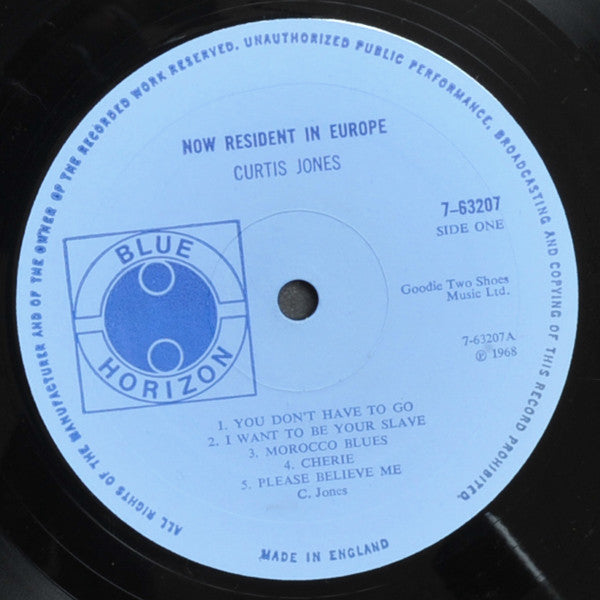 ALL RIGHTS OF THE MANUFACTURER AND OF THE OWNER OF THE RECORDED WORK RESERVED. UNAUTHORIZED PUBLIC PERFORMANCE, BROADCASTING AND COPYING OF THIS RECORD PROHIBITED.
NOW RESIDENT IN EUROPE
CURTIS JONES
7–63207
SIDE ONE
BLUE
HORIZON
Goodie Two Shoes
Music Ltd.
7-63207A
℗ 1968
1. YOU DON'T HAVE TO GO
2. I WANT TO BE YOUR SLAVE
3. MOROCCO BLUES
4. CHERIE
5. PLEASE BELIEVE ME
C. Jones
MADE IN ENGLAND